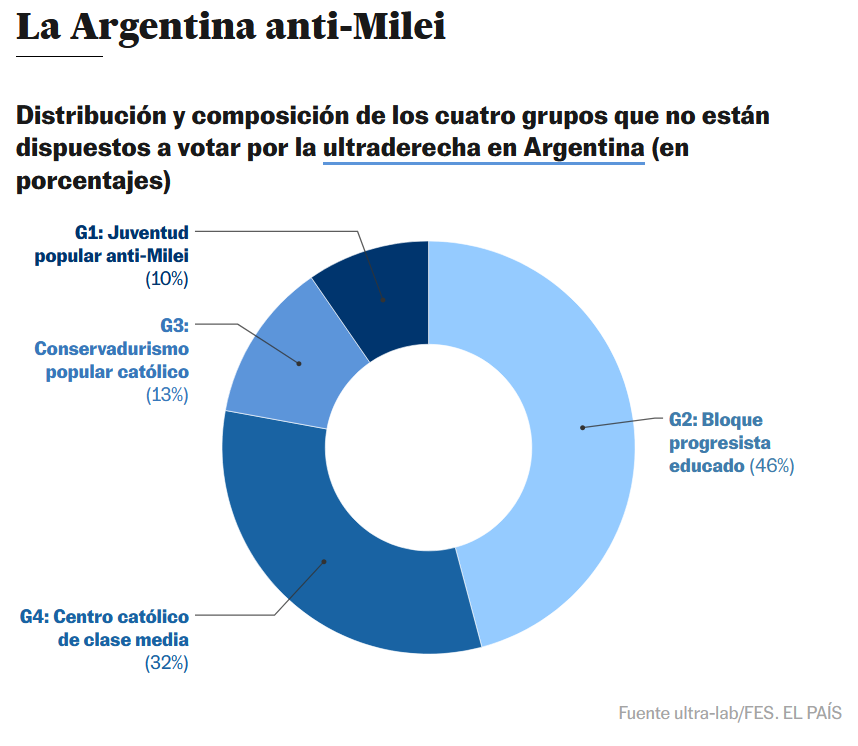 La Argentina anti-Milei
Distribución y composición de los cuatro grupos que no están
dispuestos a votar por la ultraderecha en Argentina (en
porcentajes)
G1: Juventud
popular anti-Milei
(10%)
G3:
Conservadurismo
popular católico
(13%)
G2: Bloque
progresista
educado (46%)
G4: Centro católico
de clase media
(32%)
Fuente ultra-lab/FES. EL PAÍS